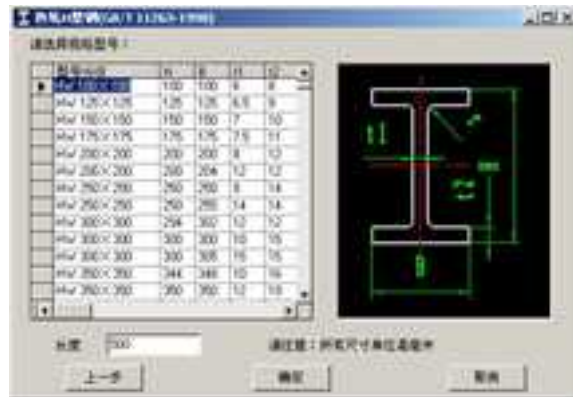 热轧H型钢(GB/T 11263-1998)
请选择规格型号：
H B t1 t2
HW 100×100 100 100 6 8
HW 125×125 125 125 6.5 9
HW 150×150 150 150 7 10
HW 175×175 175 175 7.5 11
HW 200×200 200 200 8 12
HW 200×200 200 204 12 12
HW 250×250 250 250 9 14
HW 250×250 250 255 14 14
HW 300×300 294 302 12 12
HW 300×300 300 300 10 15
HW 300×300 300 305 15 15
HW 350×350 344 348 10 16
HW 350×350 350 350 12 19
t1
B
长度 500
请注意：所有尺寸单位是毫米
上一步 确定 取消